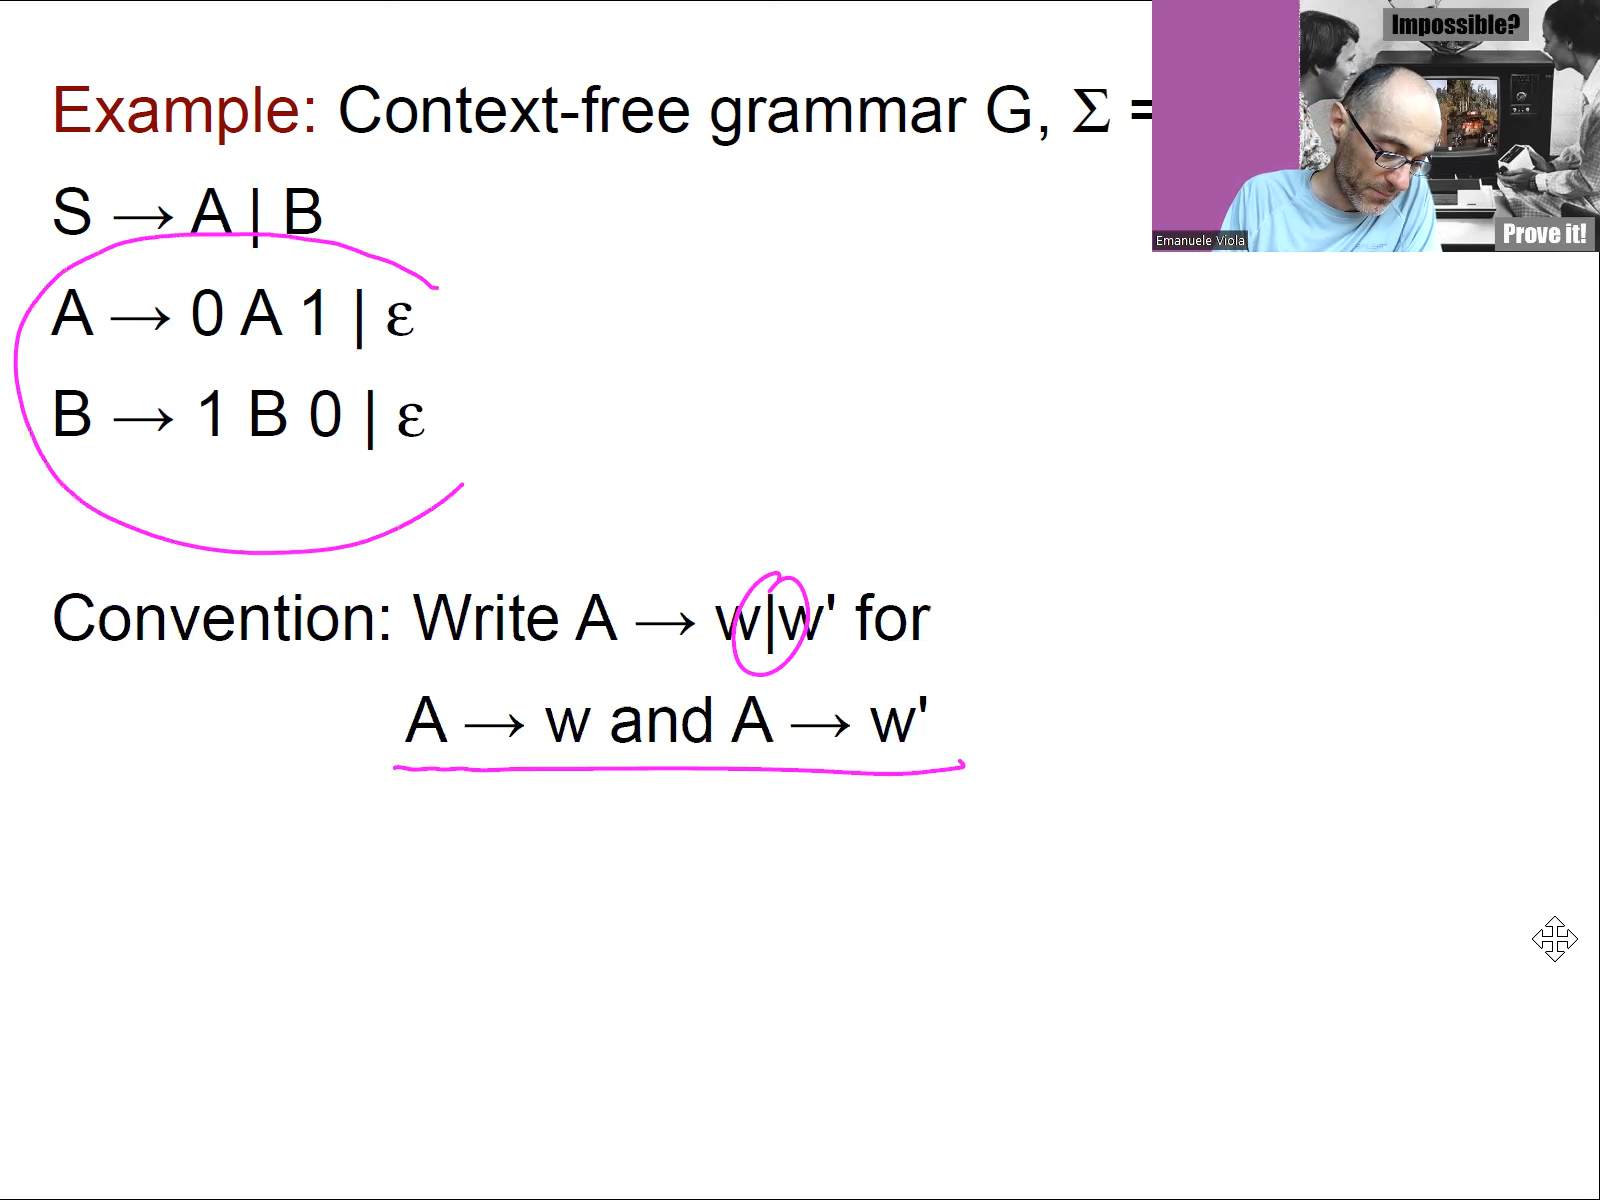 Example: Context-free grammar G, Σ =
S → A | B
A → 0 A 1 | ε
B → 1 B 0 | ε
Convention: Write A → w|w' for
A → w and A → w'
Impossible?
Prove it!
Emanuele Viola